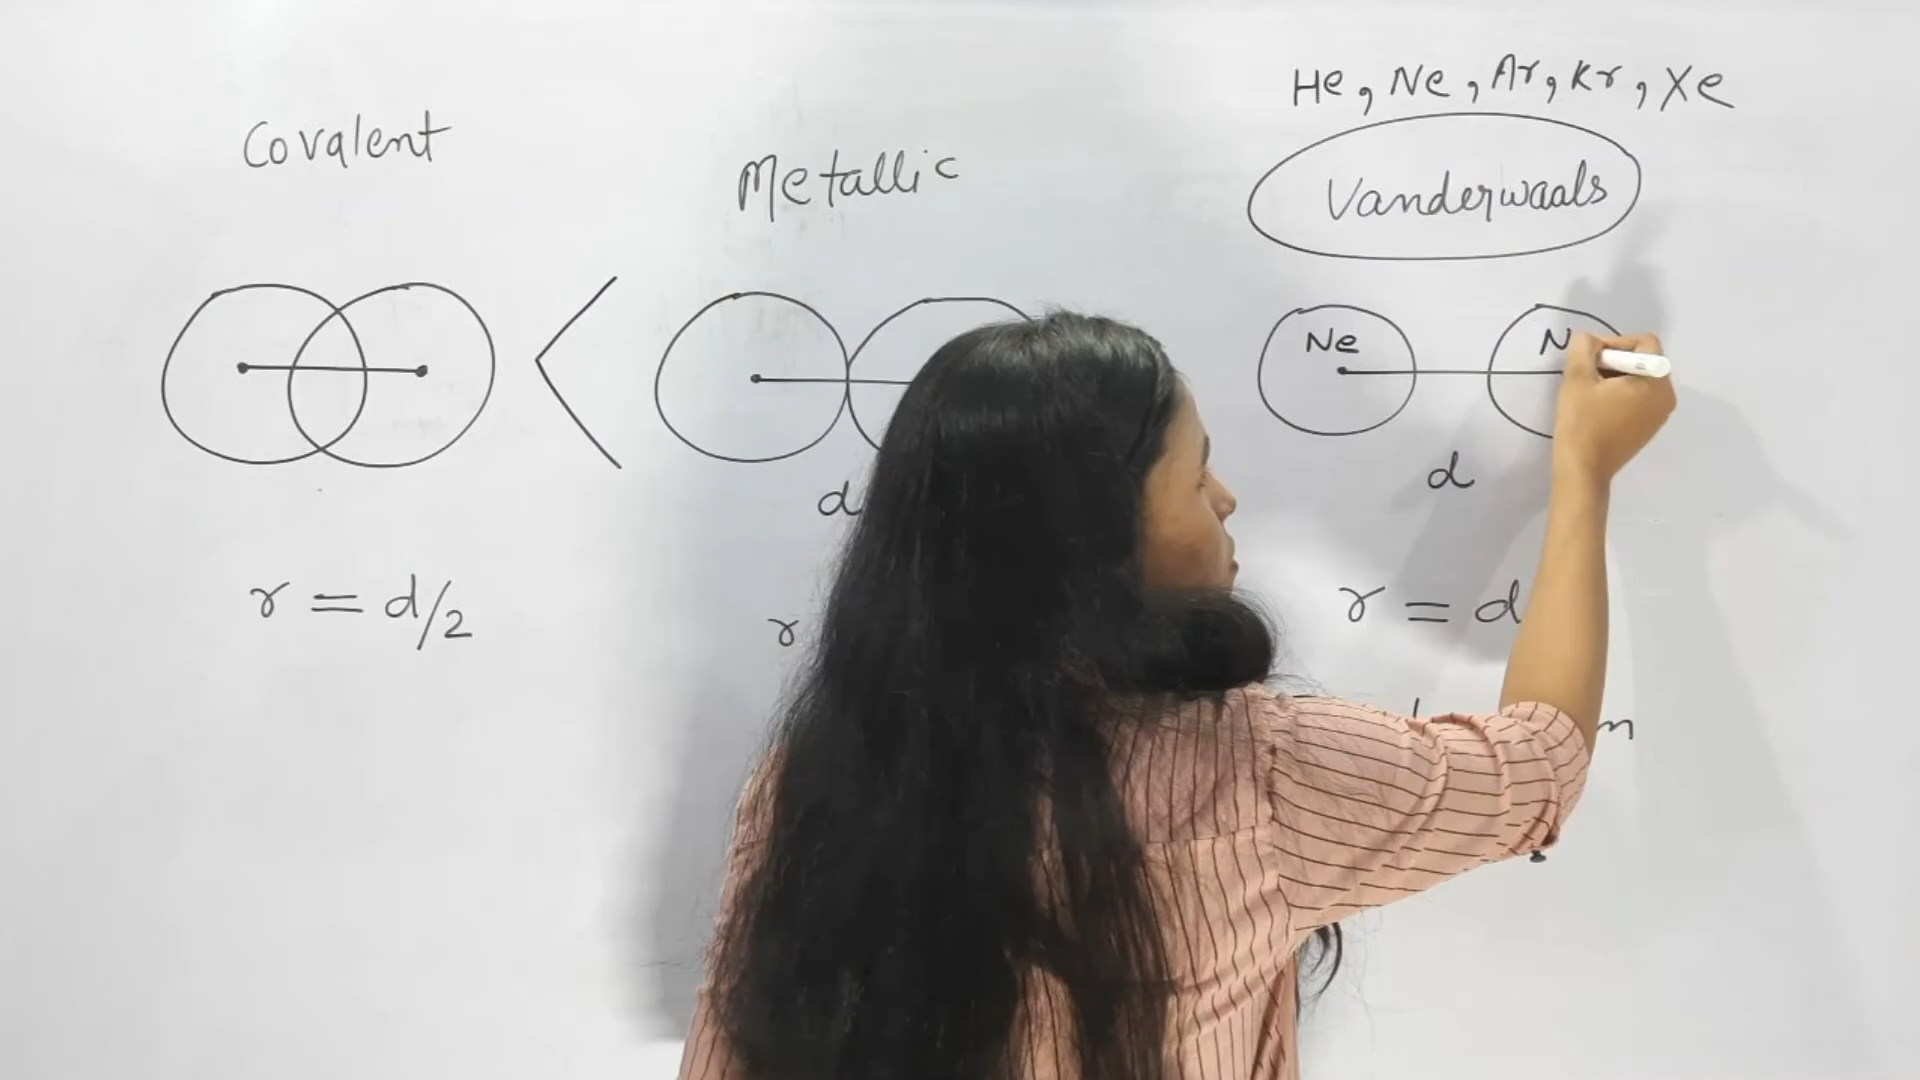 He, Ne, Ar, Kr, Xe
Covalent
Metallic
Vanderwaals
<
Ne
N
d
d
r = d/2
r
r = d